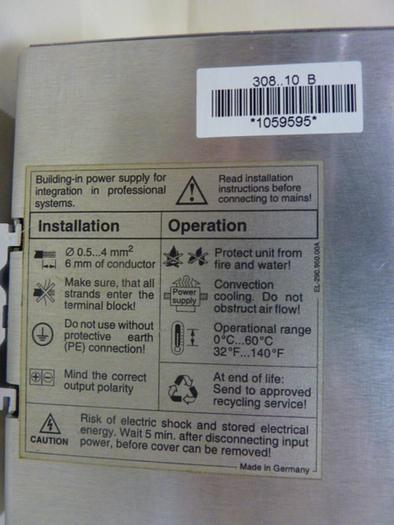 308..10 B
*1059595*
Building-in power supply for
integration in professional
systems.
Read installation
instructions before
connecting to mains!
Installation
Ø 0.5...4 mm²
6 mm of conductor
Make sure, that all
strands enter the
terminal block!
Do not use without
protective earth
(PE) connection!
Mind the correct
output polarity
Operation
Protect unit from
fire and water!
Power
supply
Convection
cooling. Do not
obstruct air flow!
Operational range
0°C...60°C
32°F...140°F
At end of life:
Send to approved
recycling service!
EL-290.960.00A
CAUTION
Risk of electric shock and stored electrical
energy. Wait 5 min. after disconnecting input
power, before cover can be removed!
Made in Germany